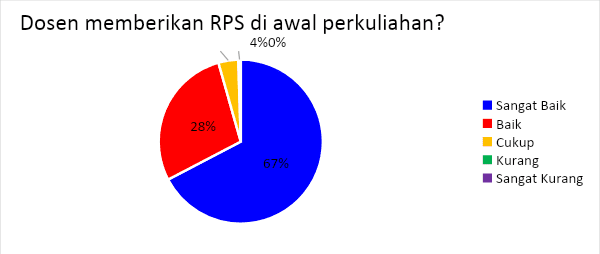 Dosen memberikan RPS di awal perkuliahan?
4%0%
28%
67%
Sangat Baik
Baik
Cukup
Kurang
Sangat Kurang